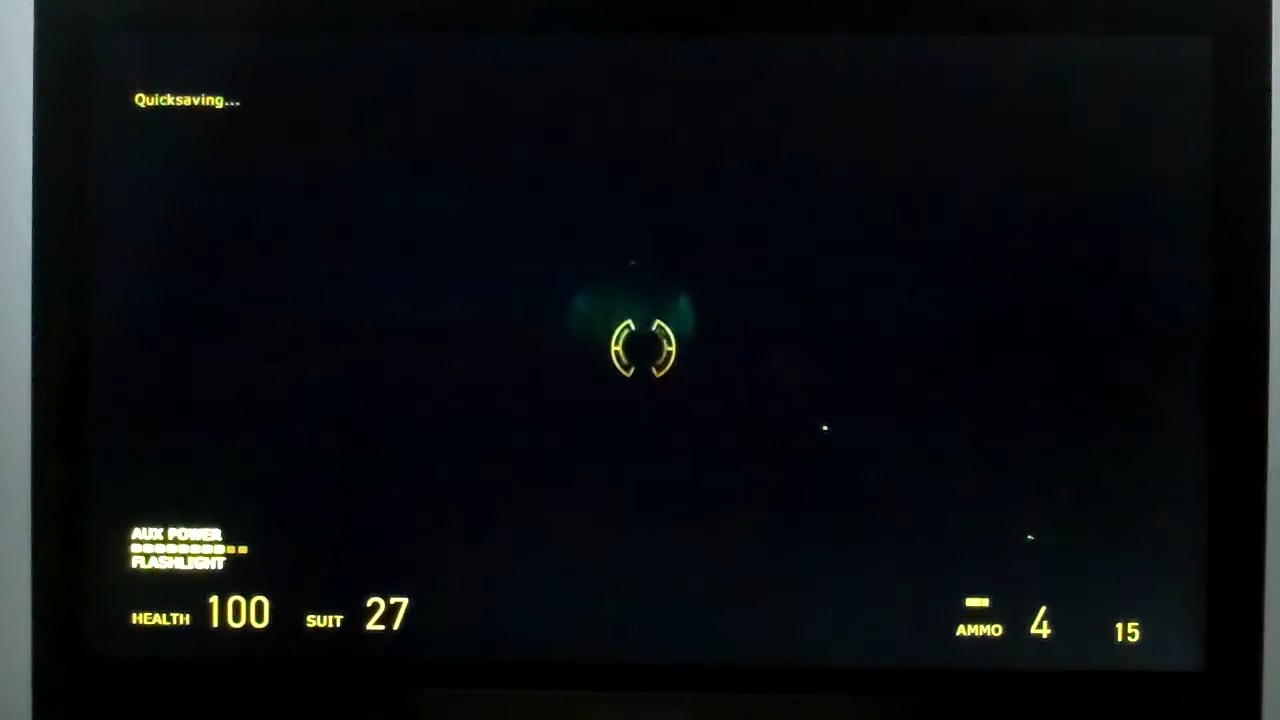 Quicksaving...
AUX POWER
FLASHLIGHT
HEALTH 100 SUIT 27
AMMO 4 15